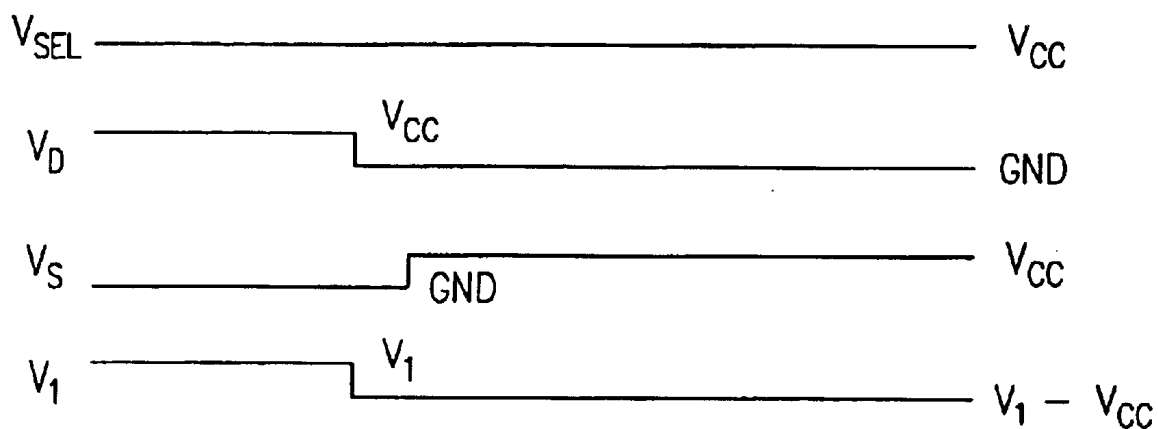 V_SEL V_CC
V_D V_CC GND
V_S GND V_CC
V_1 V_1 V_1 − V_CC